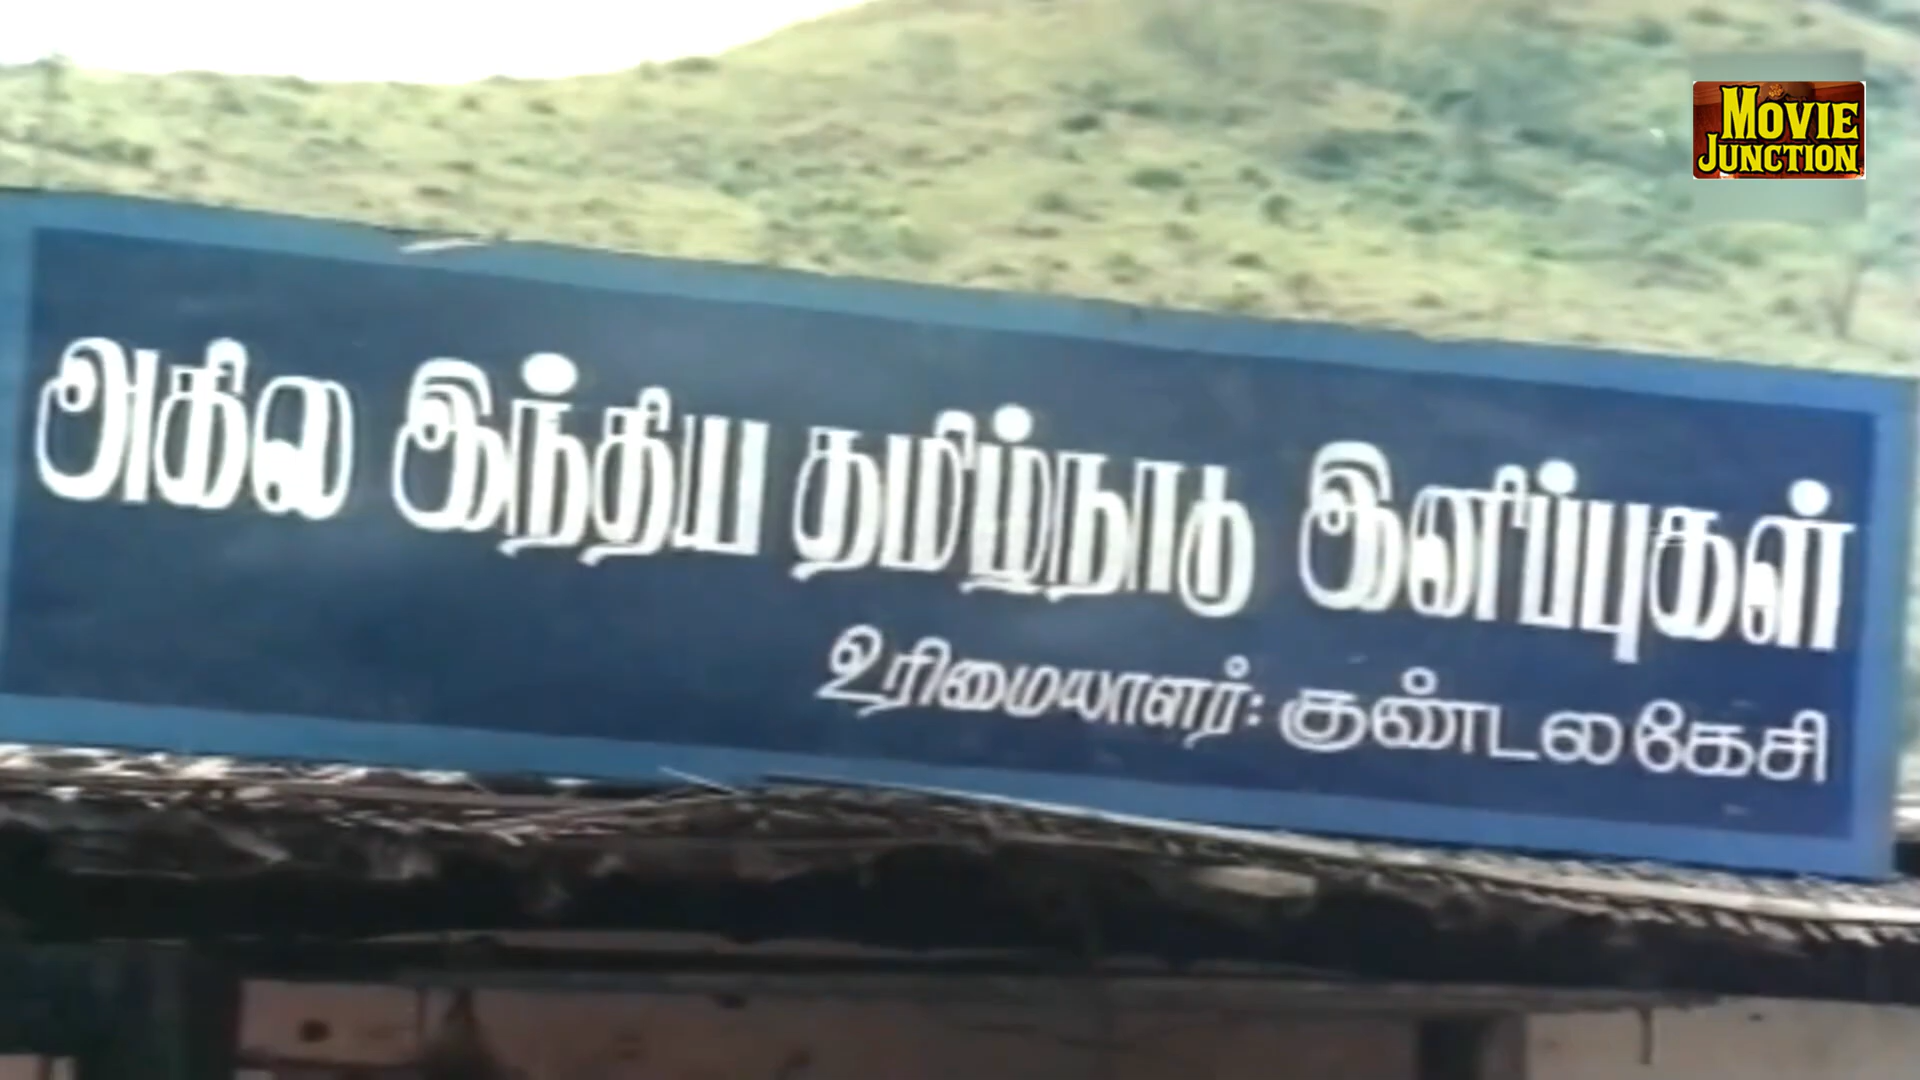 MOVIE
JUNCTION
அகில இந்திய தமிழ்நாடு இனிப்புகள்
உரிமையாளர்: குண்டலகேசி